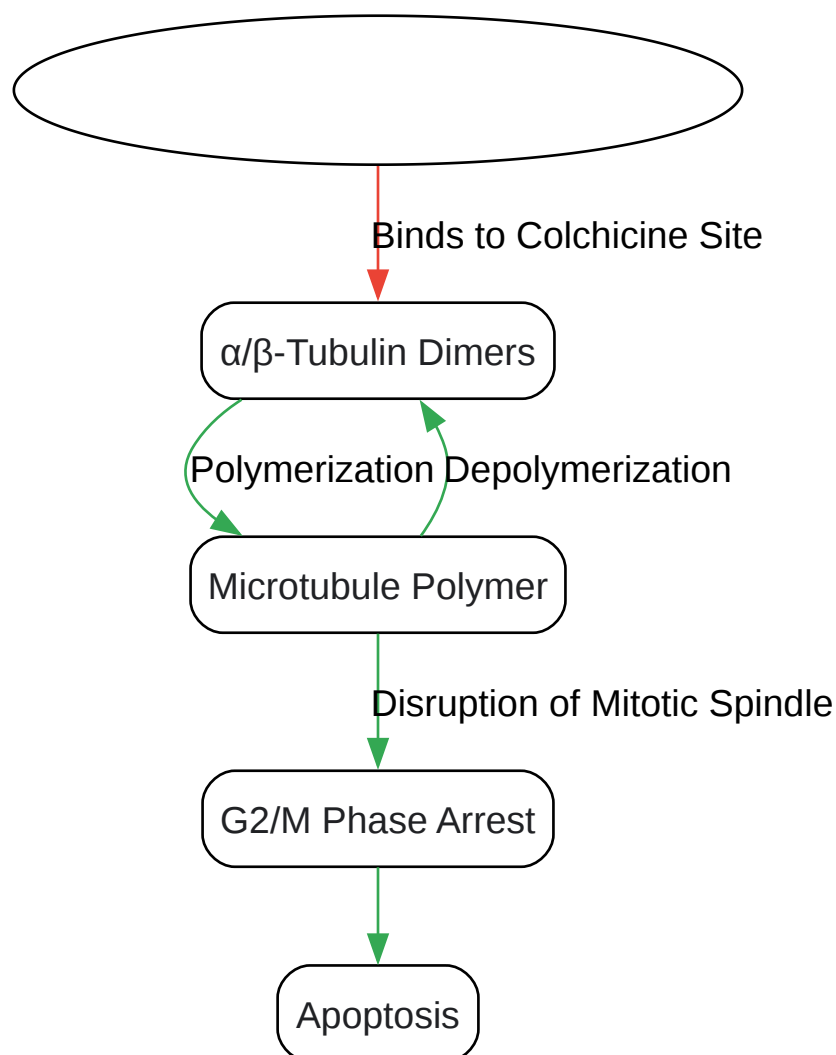 Binds to Colchicine Site
α/β-Tubulin Dimers
Polymerization
Depolymerization
Microtubule Polymer
Disruption of Mitotic Spindle
G2/M Phase Arrest
Apoptosis